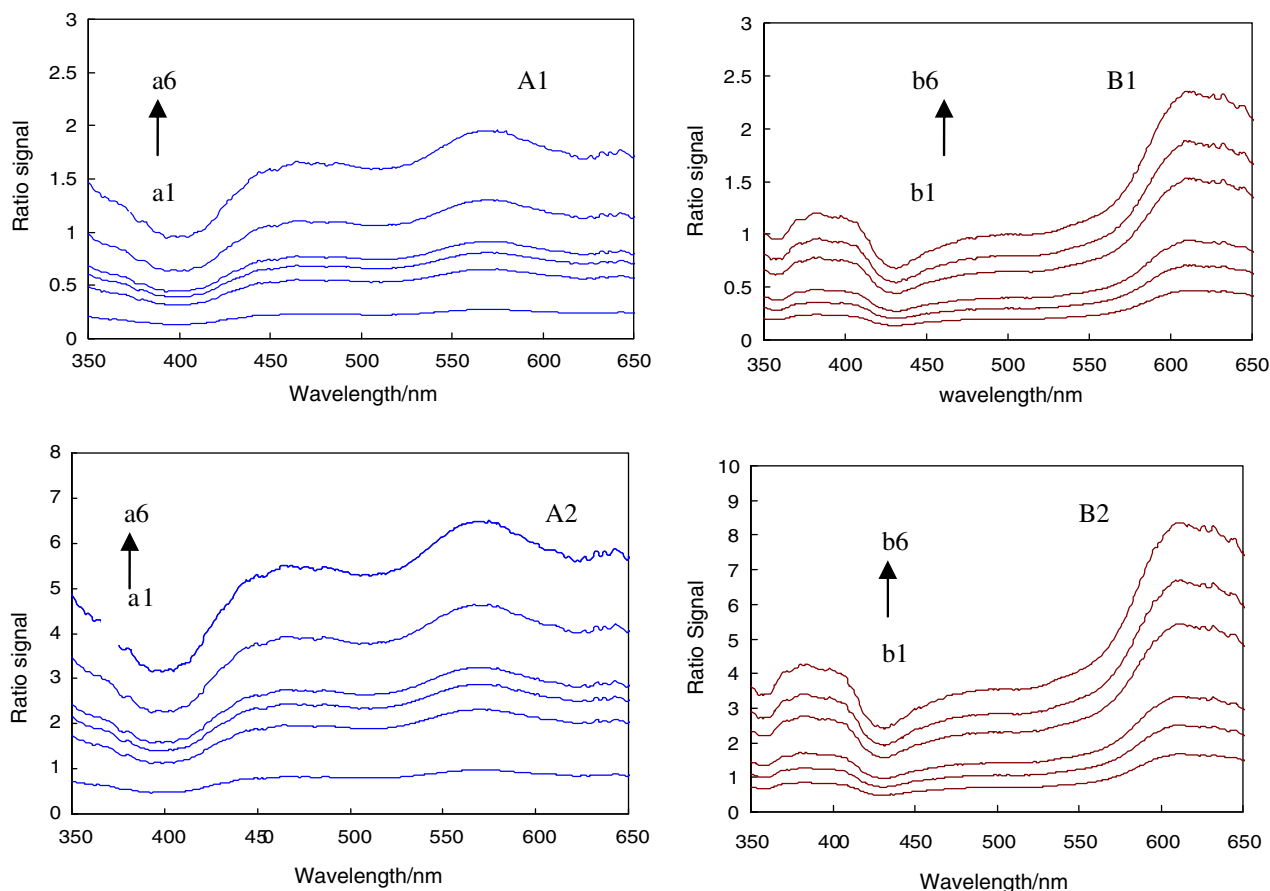 3
2.5
2
1.5
1
0.5
0
350 400 450 500 550 600 650
Ratio signal
Wavelength/nm
a6
a1
A1
3
2.5
2
1.5
1
0.5
0
350 400 450 500 550 600 650
Ratio signal
wavelength/nm
b6
b1
B1
8
7
6
5
4
3
2
1
0
350 400 450 500 550 600 650
Ratio signal
Wavelength/nm
a6
a1
A2
10
9
8
7
6
5
4
3
2
1
0
350 400 450 500 550 600 650
Ratio Signal
Wavelength/nm
b6
b1
B2